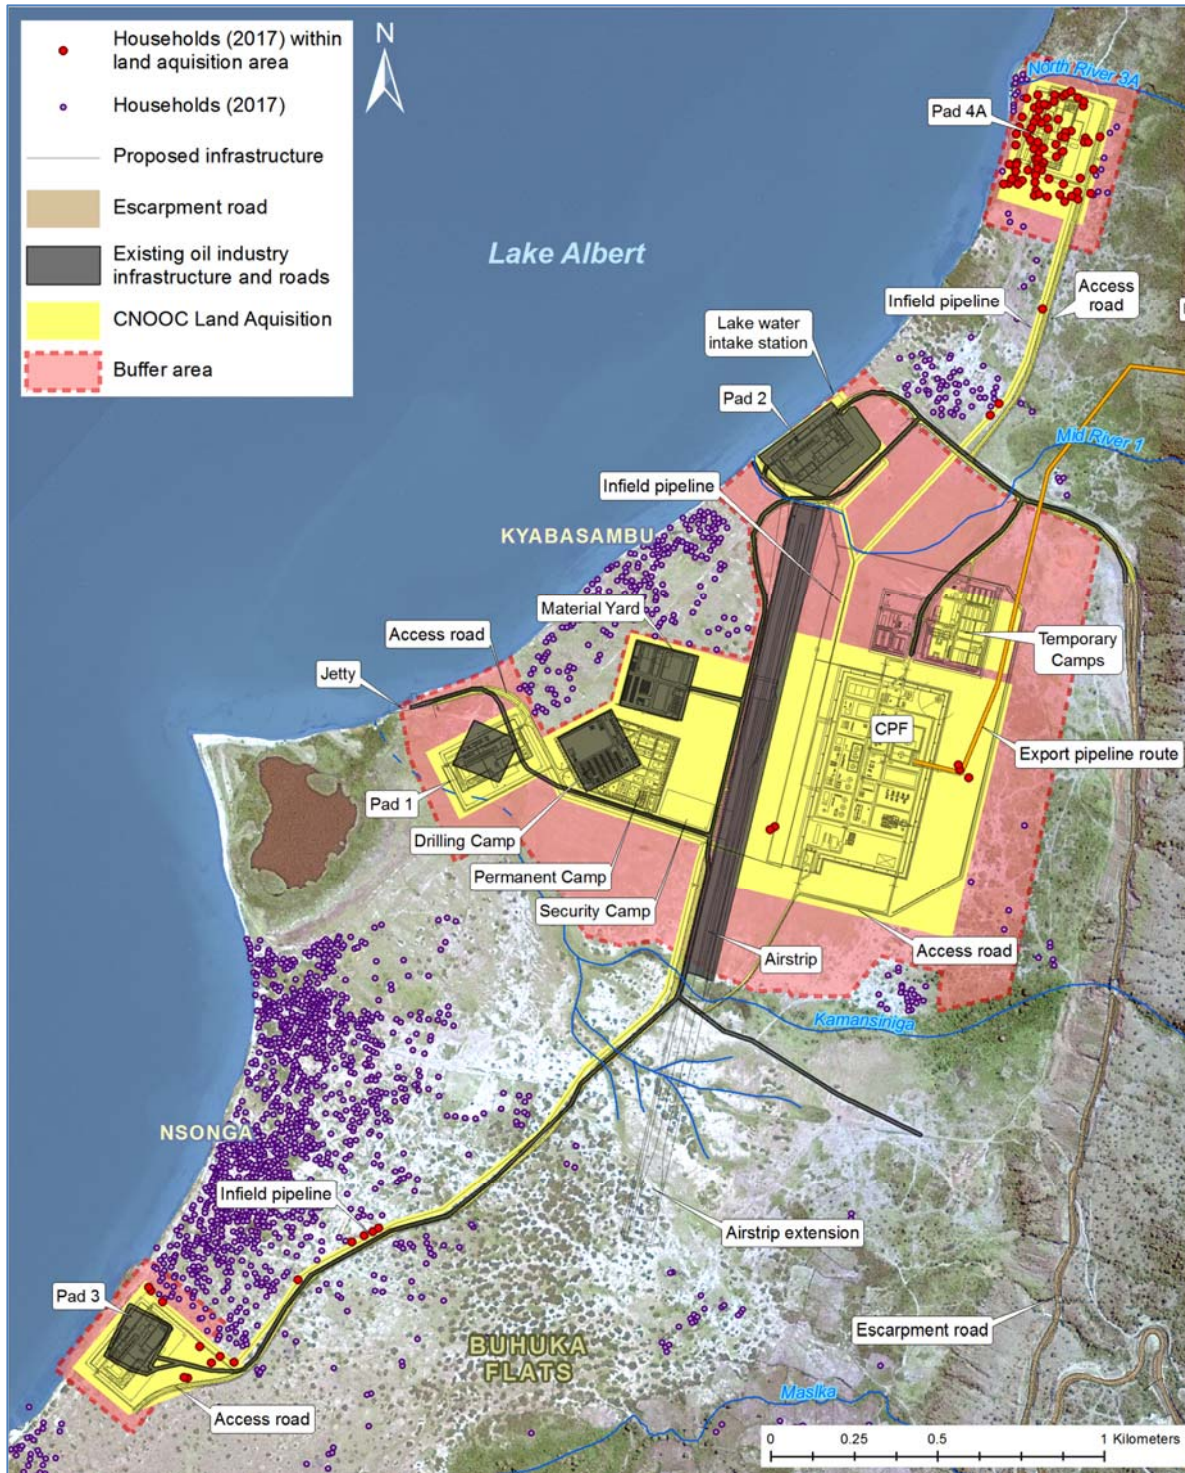 Households (2017) within
land aquisition area
Households (2017)
Proposed infrastructure
Escarpment road
Existing oil industry
infrastructure and roads
CNOOC Land Aquisition
Buffer area
N
North River 3A
Pad 4A
Lake Albert
Infield pipeline
Access
road
Lake water
intake station
Pad 2
Mid River 1
Infield pipeline
KYABASAMBU
Material Yard
Access road
Temporary
Camps
Jetty
CPF
Export pipeline route
Pad 1
Drilling Camp
Permanent Camp
Security Camp
Access road
Airstrip
Kamansiniga
NSONGA
Infield pipeline
Airstrip extension
Pad 3
Escarpment road
BUHUKA
FLATS
Maslka
Access road
0 0.25 0.5 1 Kilometers